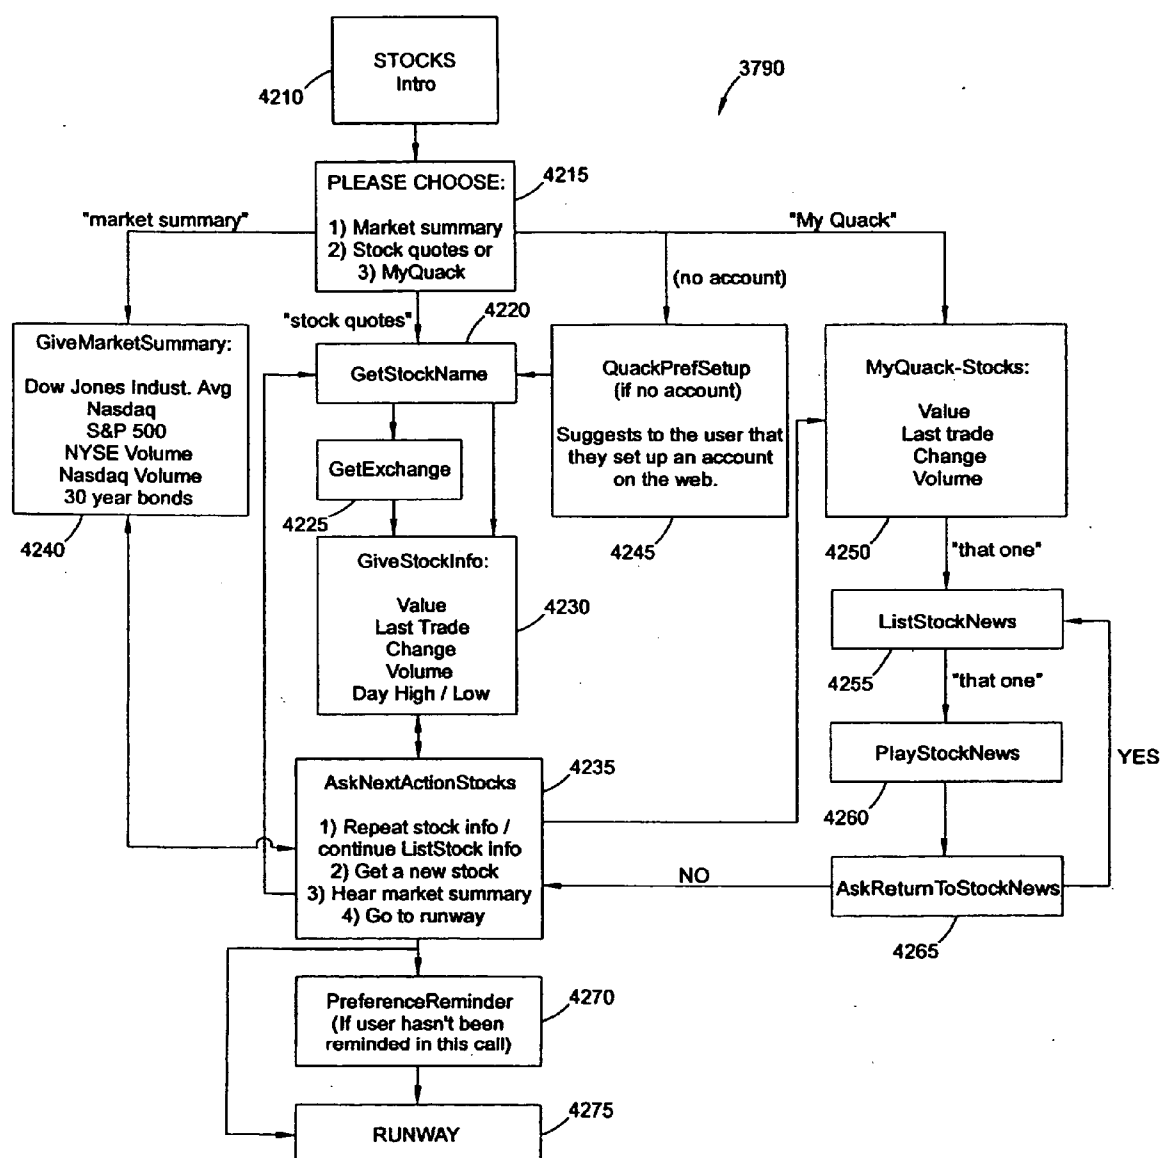 STOCKS
Intro
4210
3790
PLEASE CHOOSE:
1) Market summary
2) Stock quotes or
3) MyQuack
4215
"market summary"
"My Quack"
(no account)
"stock quotes"
4220
GiveMarketSummary:
Dow Jones Indust. Avg
Nasdaq
S&P 500
NYSE Volume
Nasdaq Volume
30 year bonds
4240
GetStockName
GetExchange
4225
QuackPrefSetup
(if no account)
Suggests to the user that
they set up an account
on the web.
4245
MyQuack-Stocks:
Value
Last trade
Change
Volume
4250
"that one"
GiveStockInfo:
Value
Last Trade
Change
Volume
Day High / Low
4230
ListStockNews
4255
"that one"
PlayStockNews
4260
YES
AskNextActionStocks
1) Repeat stock info /
continue ListStock info
2) Get a new stock
3) Hear market summary
4) Go to runway
4235
NO
AskReturnToStockNews
4265
PreferenceReminder
(If user hasn't been
reminded in this call)
4270
RUNWAY
4275